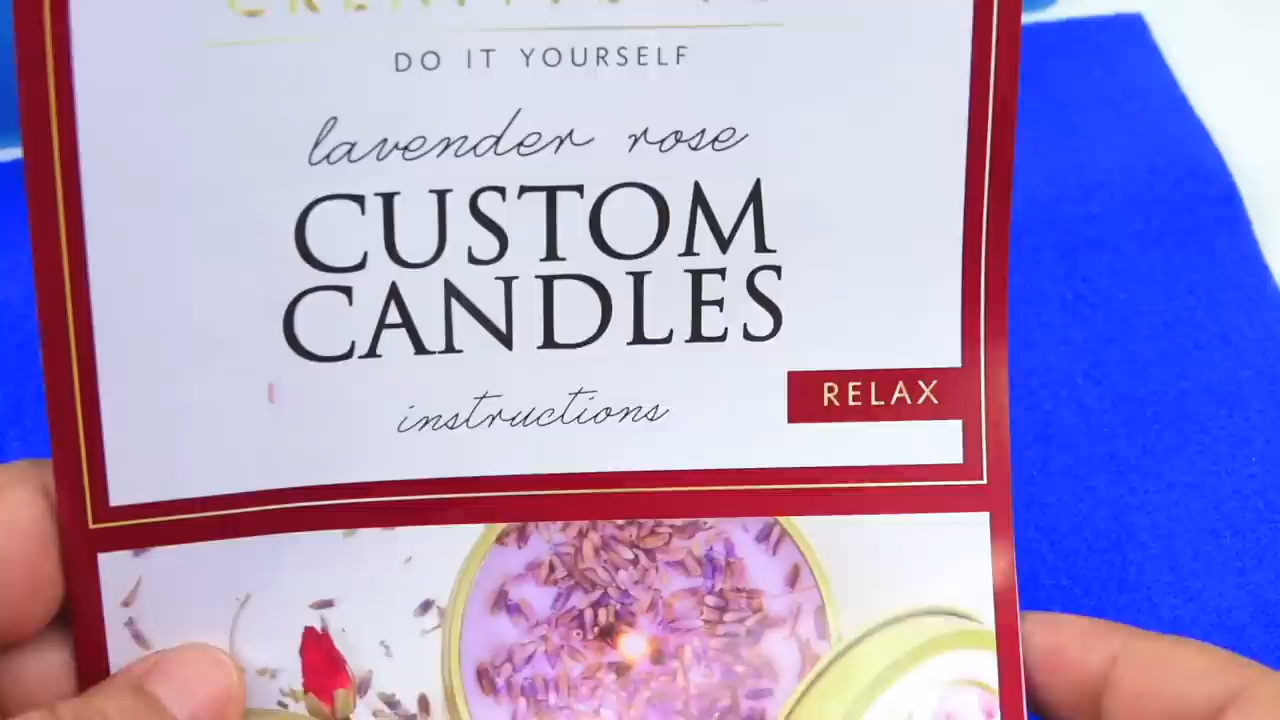 DO IT YOURSELF
lavender rose
CUSTOM
CANDLES
instructions
RELAX